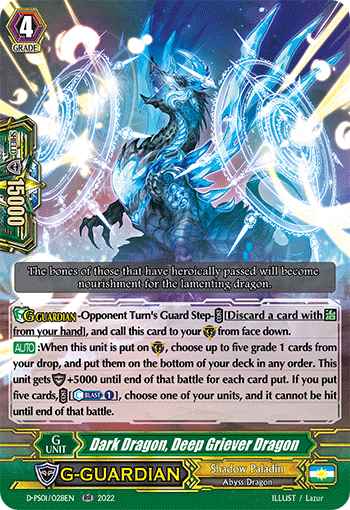 4
GRADE
SHIELD
15000
The bones of those that have heroically passed will become
nourishment for the lamenting dragon.
G GUARDIAN -Opponent Turn's Guard Step- [Discard a card with
from your hand], and call this card to your G from face down.
AUTO :When this unit is put on G, choose up to five grade 1 cards from
your drop, and put them on the bottom of your deck in any order. This
unit gets +5000 until end of that battle for each card put. If you put
five cards, [C BLAST 1], choose one of your units, and it cannot be hit
until end of that battle.
G
UNIT
Dark Dragon, Deep Griever Dragon
G-GUARDIAN
Shadow Paladin
Abyss Dragon
D-PS01/028EN RR 2022
ILLUST / Lazur